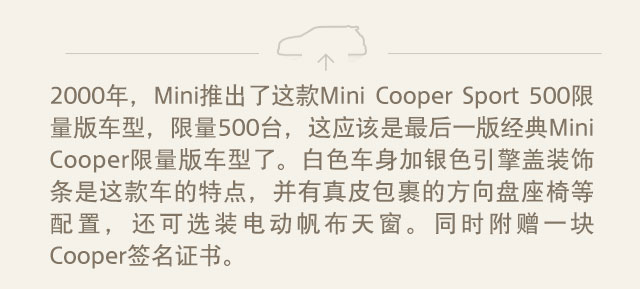 2000年，Mini推出了这款Mini Cooper Sport 500限
量版车型，限量500台，这应该是最后一版经典Mini
Cooper限量版车型了。白色车身加银色引擎盖装饰
条是这款车的特点，并有真皮包裹的方向盘座椅等
配置，还可选装电动帆布天窗。同时附赠一块
Cooper签名证书。